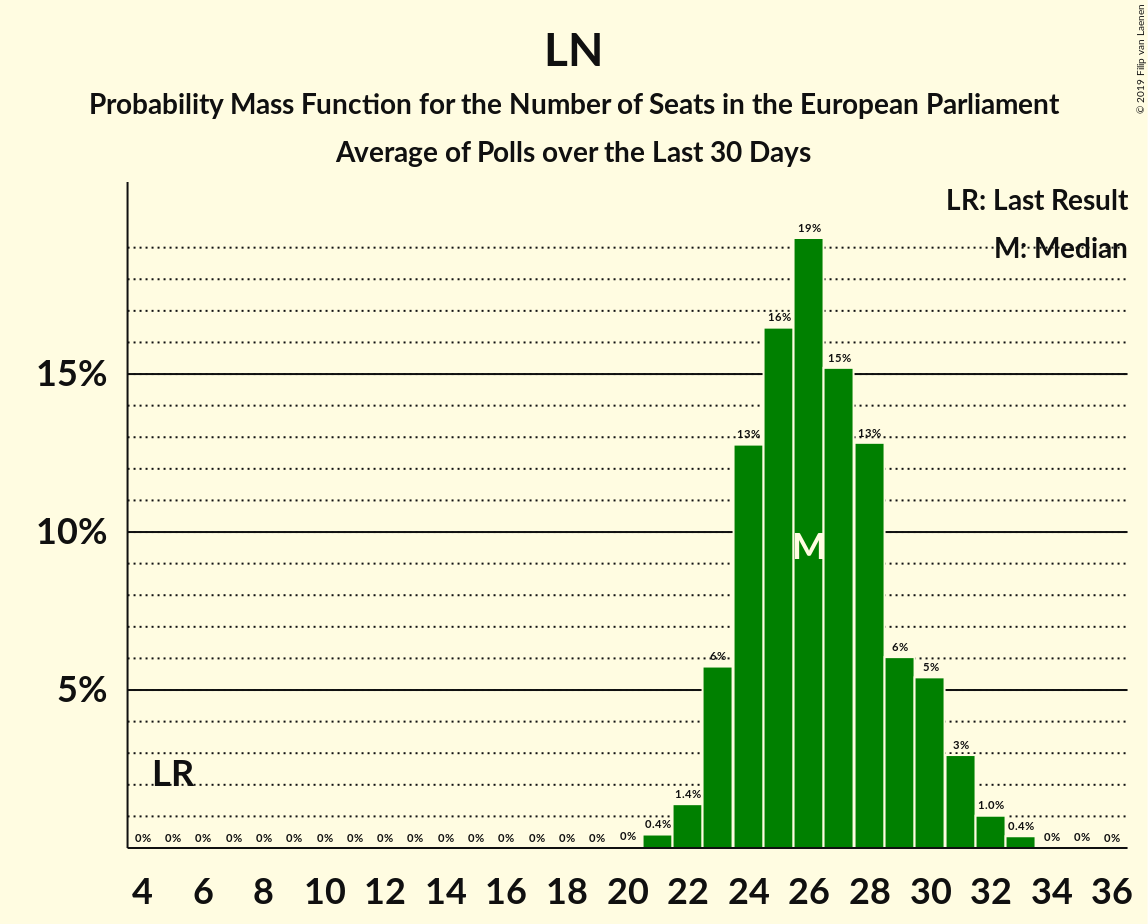 LN
Probability Mass Function for the Number of Seats in the European Parliament
Average of Polls over the Last 30 Days
© 2019 Filip van Laenen
LR: Last Result
M: Median
19%
16%
15%
15%
13%
13%
10%
M
6%
6%
5%
5%
3%
LR
1.4%
1.0%
0.4%
0.4%
0% 0% 0% 0% 0% 0% 0% 0% 0% 0% 0% 0% 0% 0% 0% 0% 0% 0% 0% 0%
4 6 8 10 12 14 16 18 20 22 24 26 28 30 32 34 36